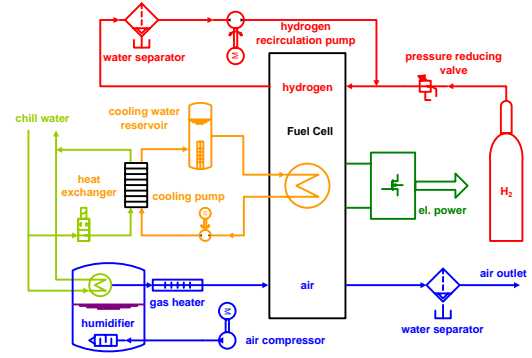 hydrogen
recirculation pump
M
water separator
pressure reducing
valve
hydrogen
cooling water
reservoir
chill water
Fuel Cell
heat
exchanger
cooling pump
H2
el. power
air outlet
air
gas heater
humidifier
M
air compressor
water separator